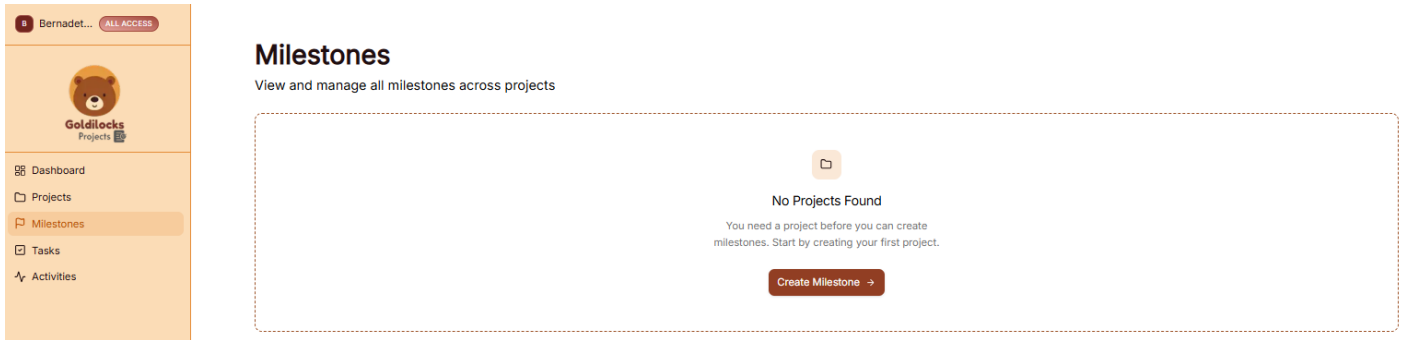 B Bernadet... ALL ACCESS
Goldilocks
Projects
Dashboard
Projects
Milestones
Tasks
Activities
Milestones
View and manage all milestones across projects
No Projects Found
You need a project before you can create
milestones. Start by creating your first project.
Create Milestone →